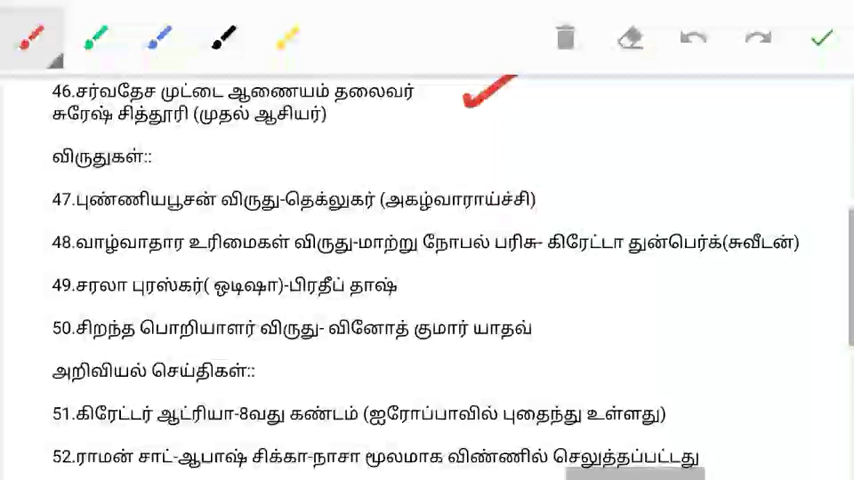 46.சர்வதேச முட்டை ஆணையம் தலைவர்
சுரேஷ் சித்தூரி (முதல் ஆசியர்)
விருதுகள்::
47.புண்ணியபூசன் விருது-தெக்லுகர் (அகழ்வாராய்ச்சி)
48.வாழ்வாதார உரிமைகள் விருது-மாற்று நோபல் பரிசு- கிரேட்டா துன்பெர்க்(சுவீடன்)
49.சரலா புரஸ்கர்( ஒடிஷா)-பிரதீப் தாஷ்
50.சிறந்த பொறியாளர் விருது- வினோத் குமார் யாதவ்
அறிவியல் செய்திகள்::
51.கிரேட்டர் ஆட்ரியா-8வது கண்டம் (ஐரோப்பாவில் புதைந்து உள்ளது)
52.ராமன் சாட்-ஆபாஷ் சிக்கா-நாசா மூலமாக விண்ணில் செலுத்தப்பட்டது